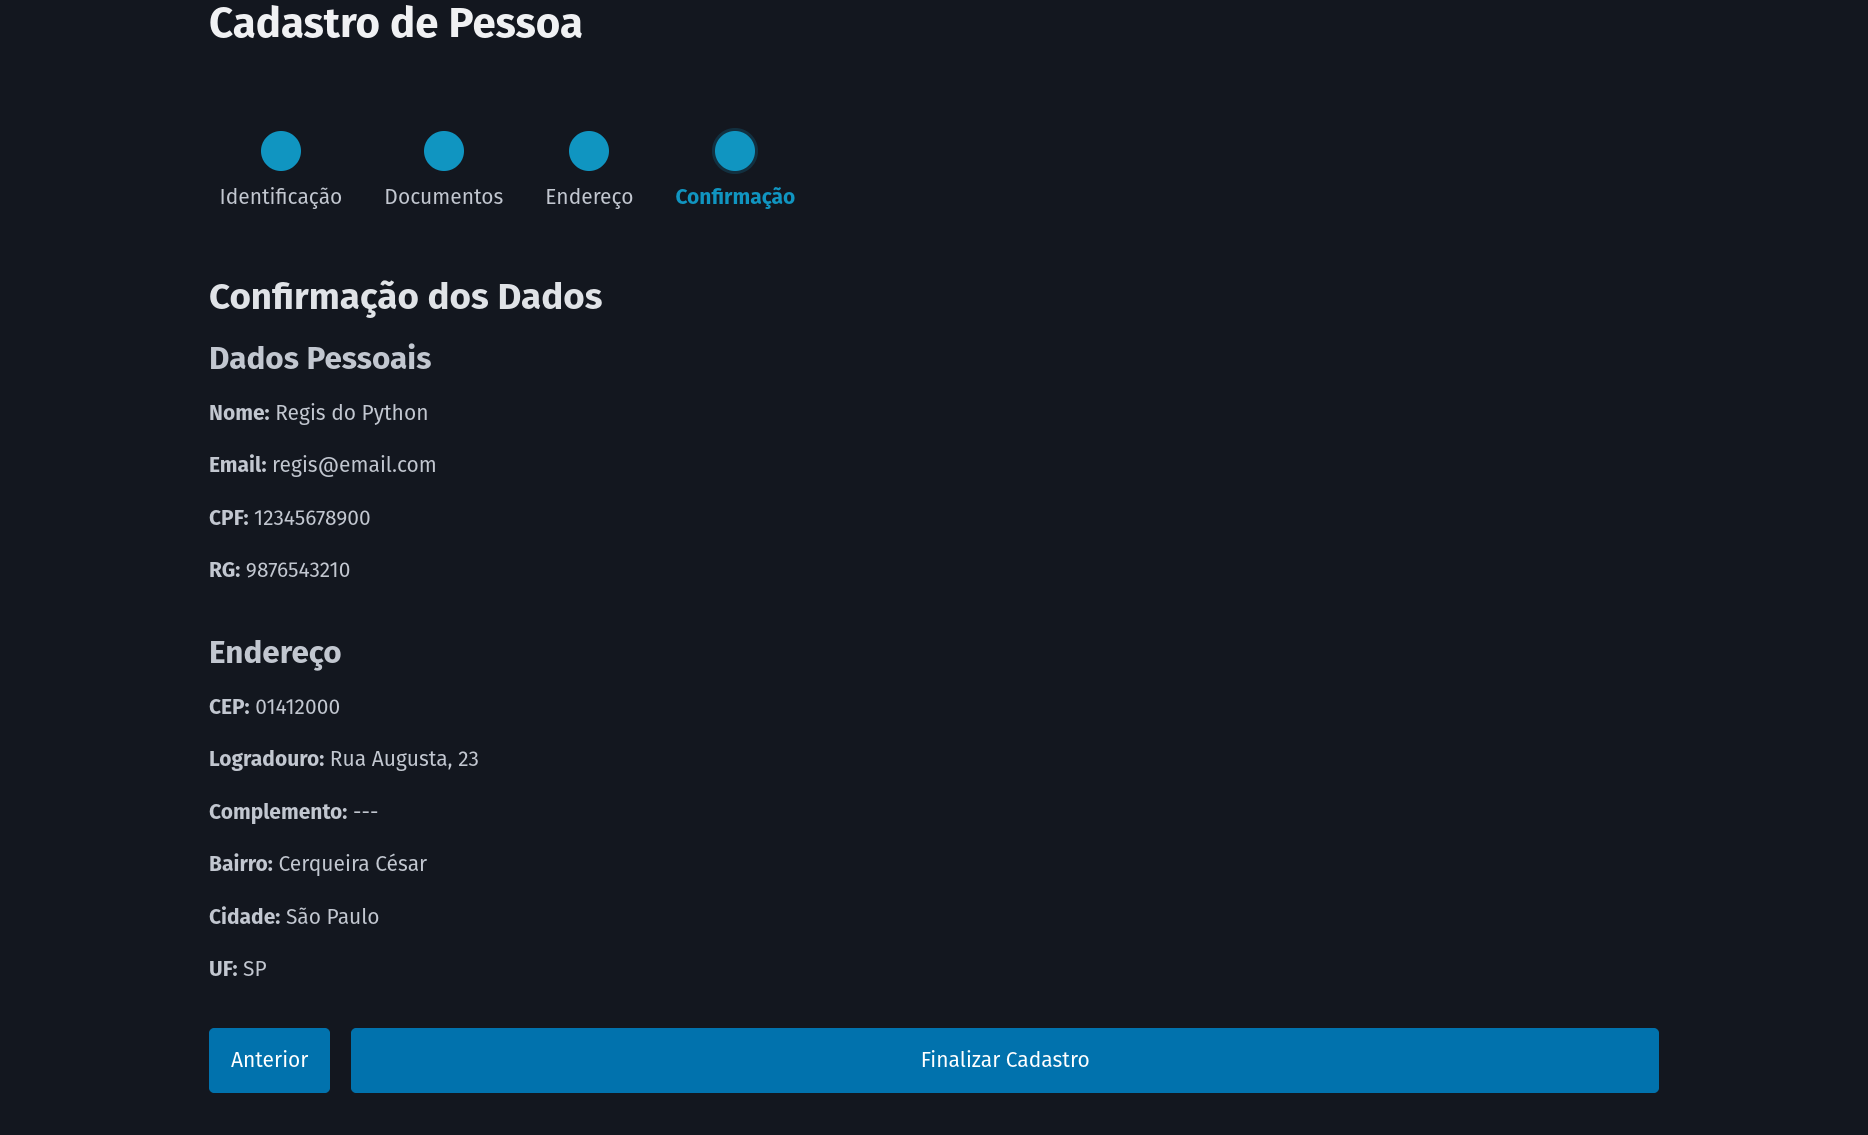 Cadastro de Pessoa
Identificação Documentos Endereço Confirmação
Confirmação dos Dados
Dados Pessoais
Nome: Regis do Python
Email: regis@email.com
CPF: 12345678900
RG: 9876543210
Endereço
CEP: 01412000
Logradouro: Rua Augusta, 23
Complemento: ---
Bairro: Cerqueira César
Cidade: São Paulo
UF: SP
Anterior Finalizar Cadastro